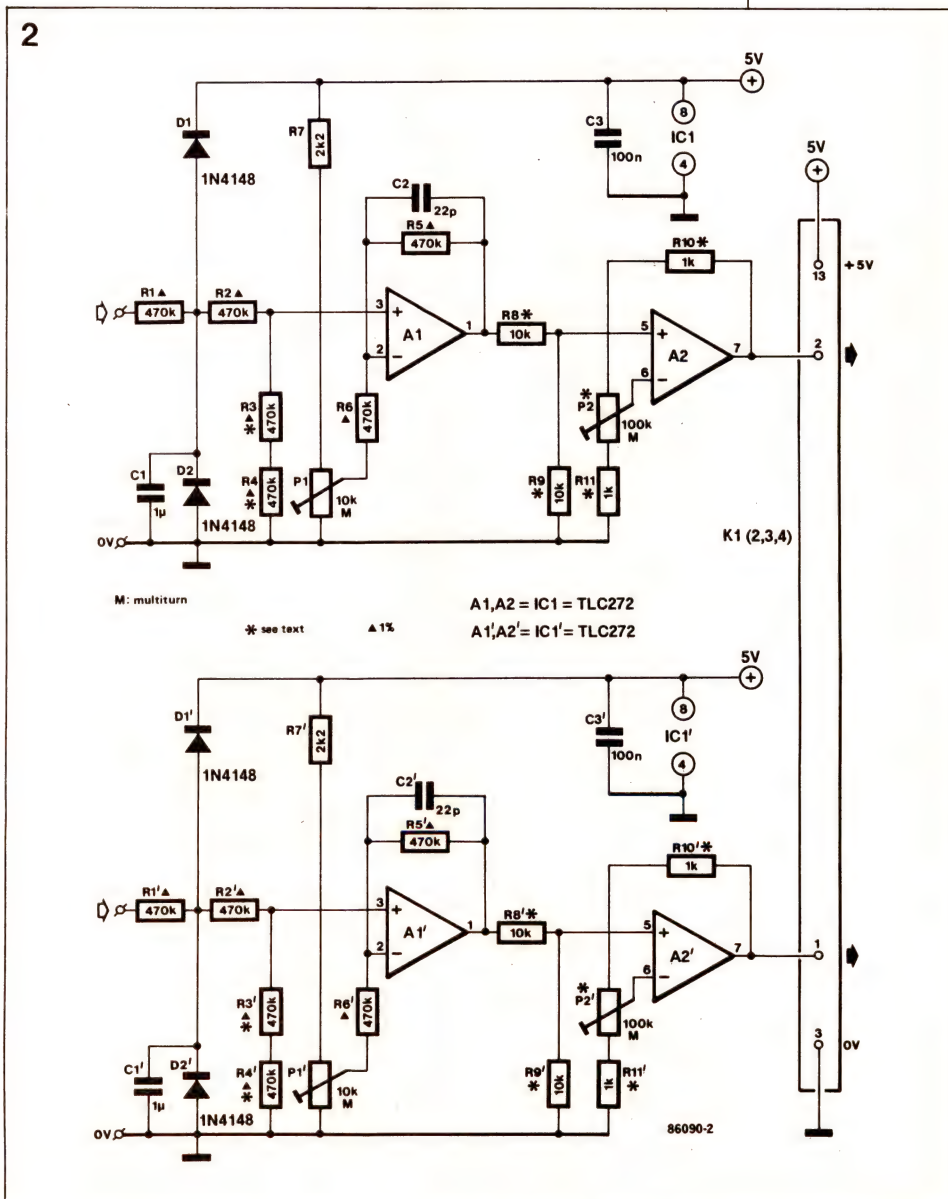 2
5V
+
D1
1N4148
R7
2k2
C3
100n
8
IC1
4
5V
+
C2
22p
R5▲
470k
R10*
1k
13
+5V
R1▲
470k
R2▲
470k
3
+
A1
1
2
−
R8*
10k
5
+
A2
7
6
−
2
R3
▲
*
470k
R6
▲
470k
*
P2
100k
M
C1
1µ
D2
1N4148
R4
▲
*
470k
P1
10k
M
R9
*
10k
R11
*
1k
0V
K1 (2,3,4)
M: multiturn
* see text
▲ 1%
A1,A2 = IC1 = TLC272
A1',A2' = IC1' = TLC272
5V
+
D1'
1N4148
R7'
2k2
C3'
100n
8
IC1'
4
C2'
22p
R5'▲
470k
R10'*
1k
R1'▲
470k
R2'▲
470k
3
+
A1'
1
2
−
R8'*
10k
5
+
A2'
7
6
−
1
R3'
▲
*
470k
R6'
▲
470k
*
P2'
100k
M
3
0V
C1'
1µ
D2'
1N4148
R4'
▲
*
470k
P1'
10k
M
R9'
*
10k
R11'
*
1k
0V
86090-2